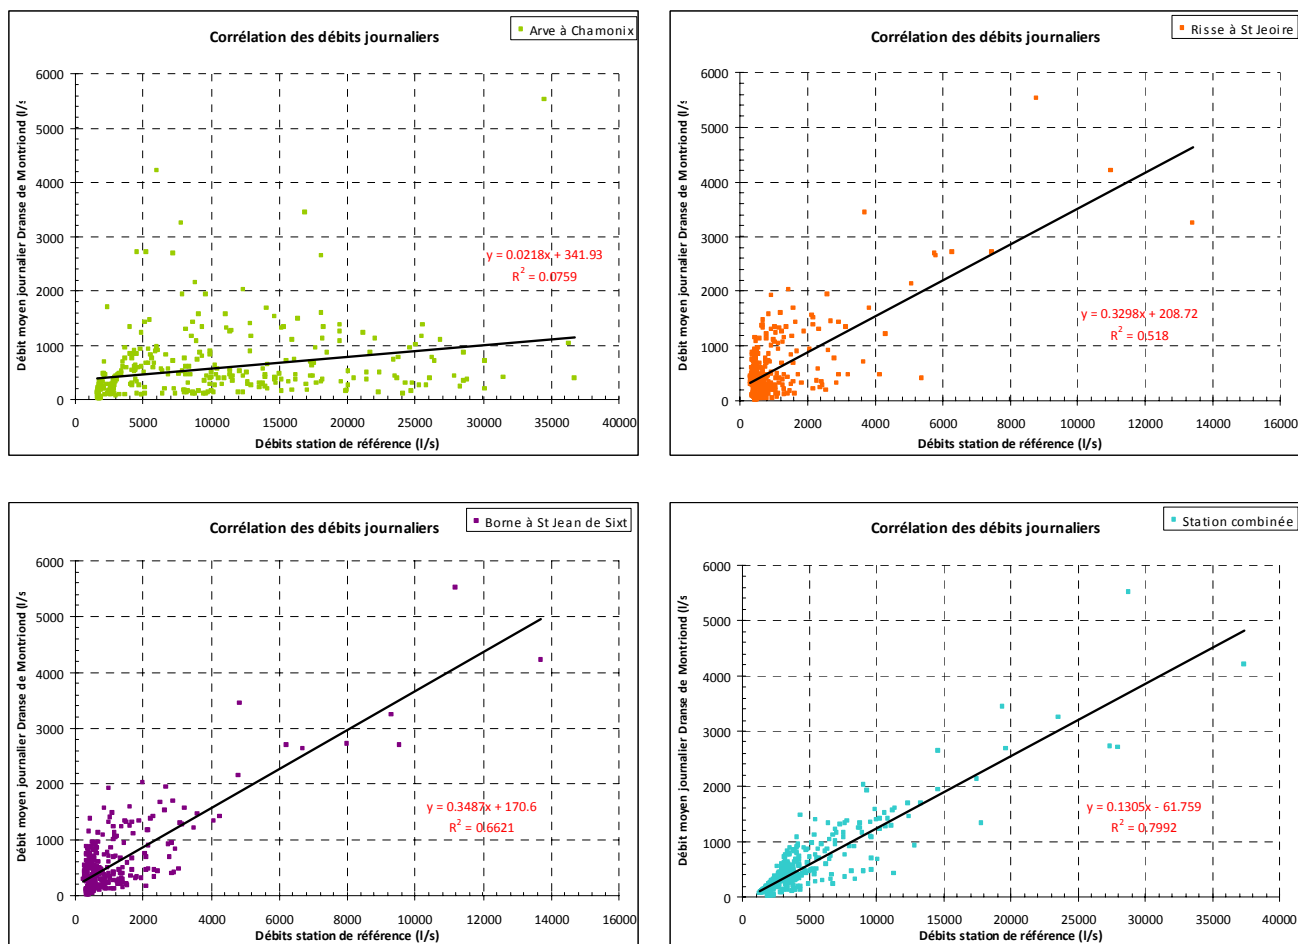 Corrélation des débits journaliers
Arve à Chamonix
Débit moyen journalier Dranse de Montriond (l/s
6000
5000
4000
3000
2000
1000
0
y = 0.0218x + 341.93
R² = 0.0759
0 5000 10000 15000 20000 25000 30000 35000 40000
Débits station de référence (l/s)
Corrélation des débits journaliers
Risse à St Jeoire
Débit moyen journalier Dranse de Montriond (l/s
6000
5000
4000
3000
2000
1000
0
y = 0.3298x + 208.72
R² = 0.518
0 2000 4000 6000 8000 10000 12000 14000 16000
Débits station de référence (l/s)
Corrélation des débits journaliers
Borne à St Jean de Sixt
Débit moyen journalier Dranse de Montriond (l/s
6000
5000
4000
3000
2000
1000
0
y = 0.3487x + 170.6
R² = 0.6621
0 2000 4000 6000 8000 10000 12000 14000 16000
Débits station de référence (l/s)
Corrélation des débits journaliers
Station combinée
Débit moyen journalier Dranse de Montriond (l/s
6000
5000
4000
3000
2000
1000
0
y = 0.1305x - 61.759
R² = 0.7992
0 5000 10000 15000 20000 25000 30000 35000 40000
Débits station de référence (l/s)